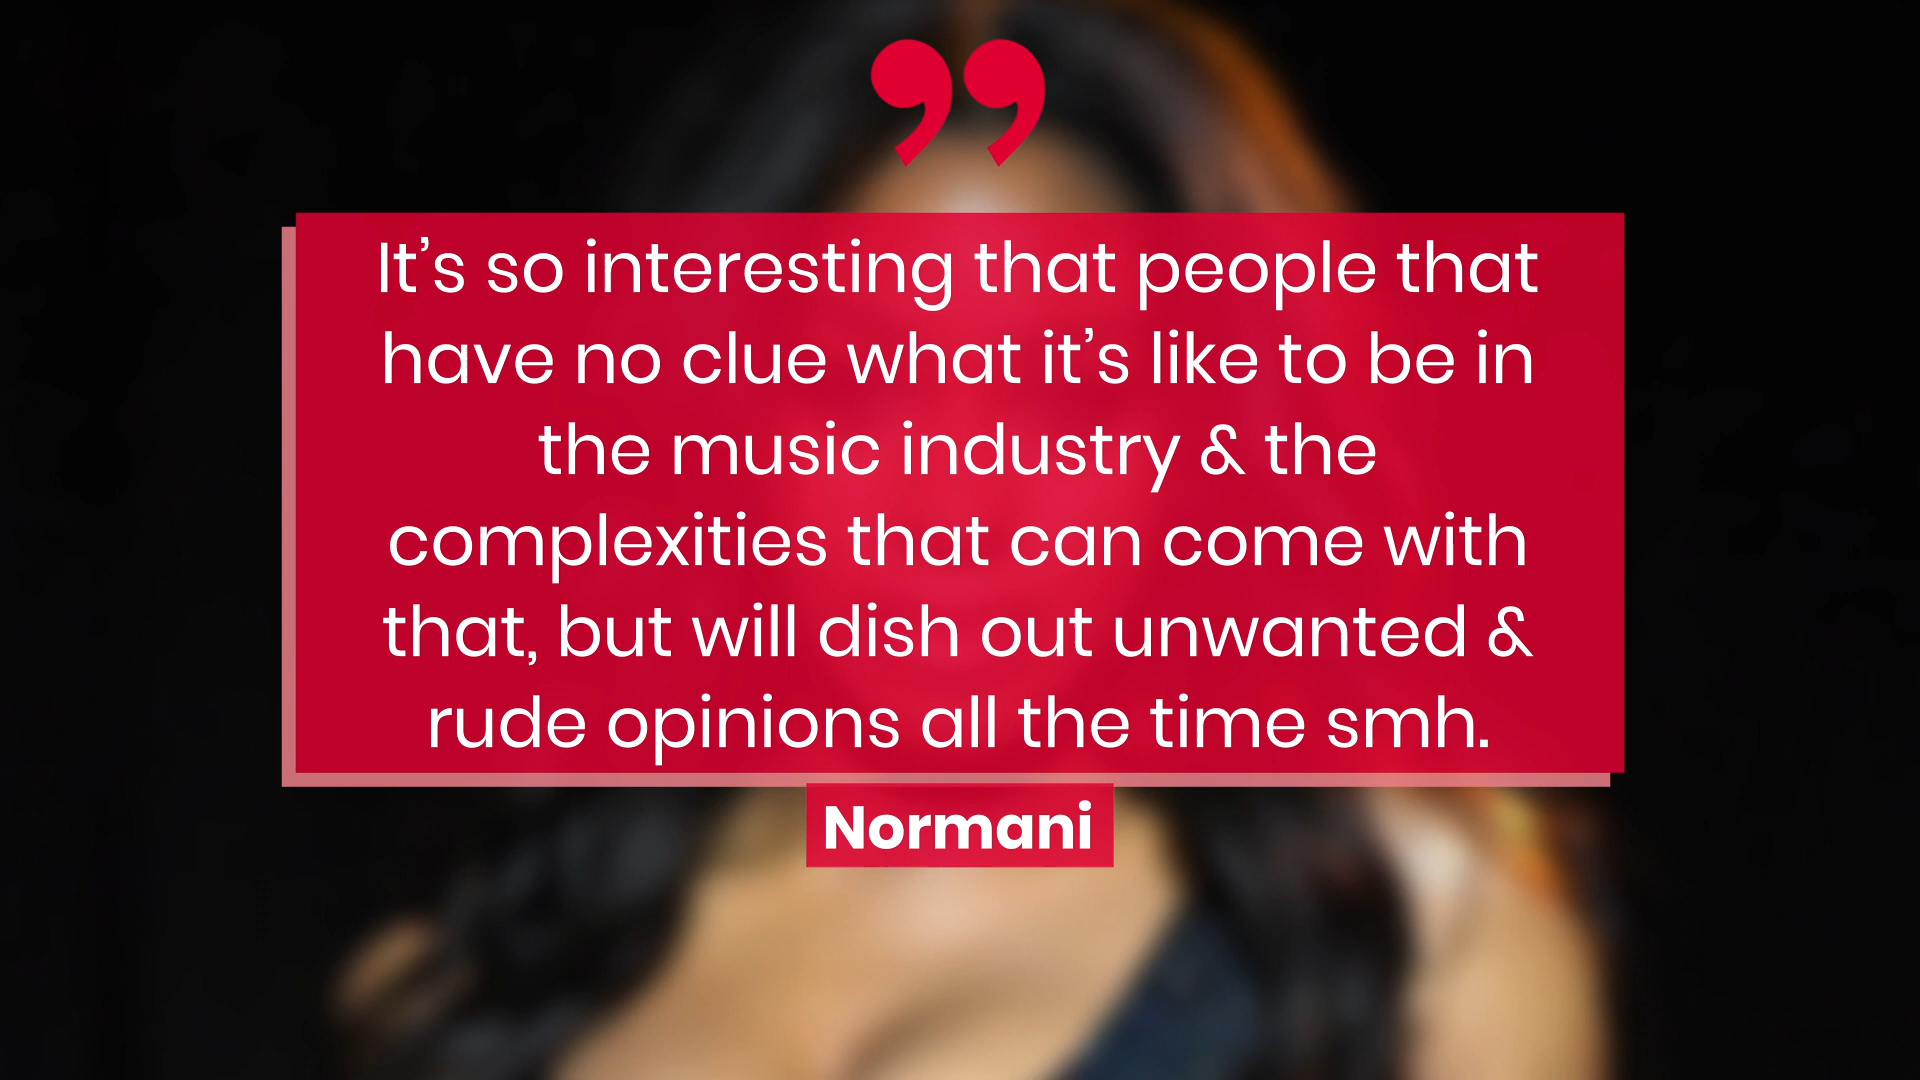 ”
It’s so interesting that people that
have no clue what it’s like to be in
the music industry & the
complexities that can come with
that, but will dish out unwanted &
rude opinions all the time smh.
Normani